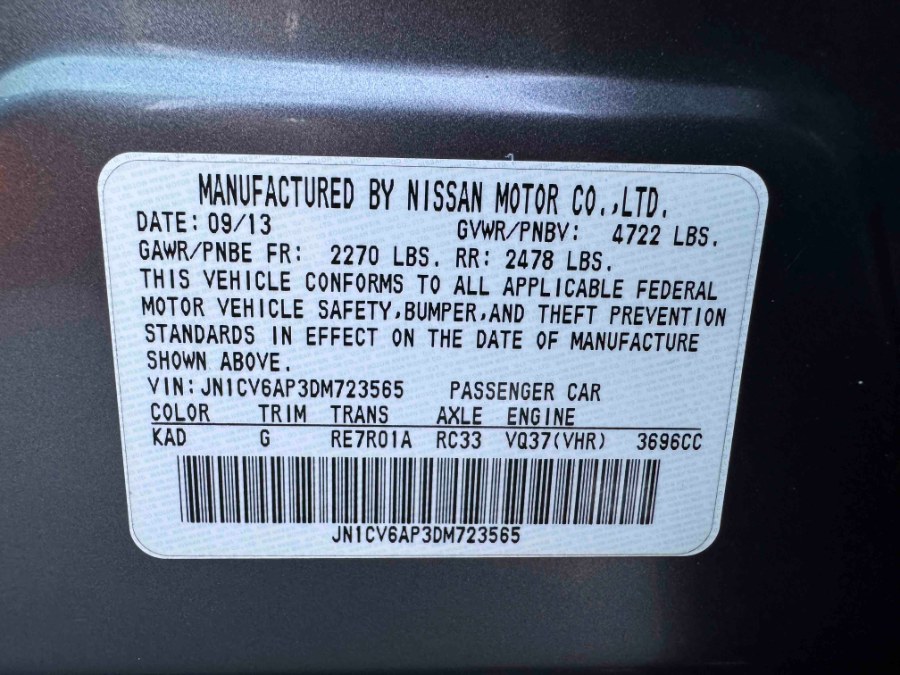 MANUFACTURED BY NISSAN MOTOR CO.,LTD.
DATE: 09/13 GVWR/PNBV: 4722 LBS.
GAWR/PNBE FR: 2270 LBS. RR: 2478 LBS.
THIS VEHICLE CONFORMS TO ALL APPLICABLE FEDERAL
MOTOR VEHICLE SAFETY,BUMPER,AND THEFT PREVENTION
STANDARDS IN EFFECT ON THE DATE OF MANUFACTURE
SHOWN ABOVE.
VIN: JN1CV6AP3DM723565 PASSENGER CAR
COLOR TRIM TRANS AXLE ENGINE
KAD G RE7R01A RC33 VQ37(VHR) 3696CC
JN1CV6AP3DM723565